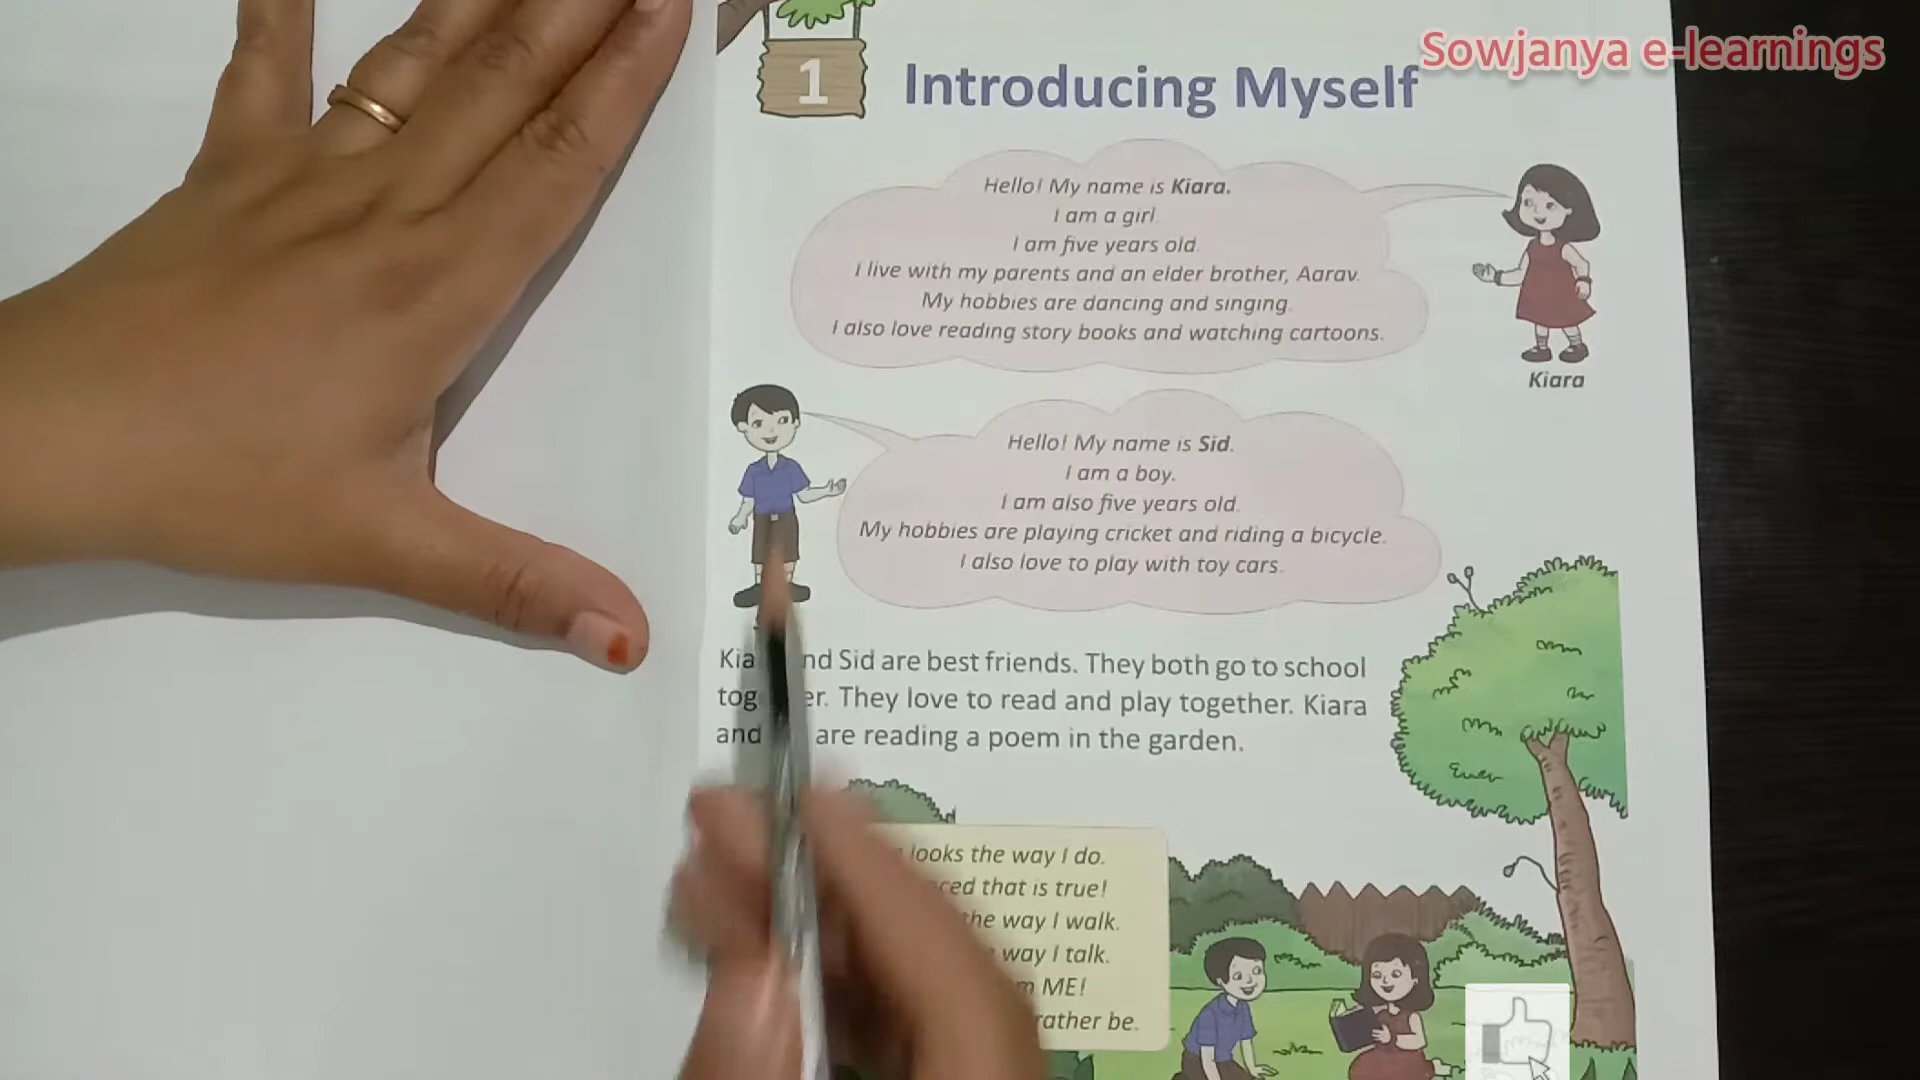 Sowjanya e-learnings
1
Introducing Myself
Hello! My name is Kiara.
I am a girl.
I am five years old.
I live with my parents and an elder brother, Aarav.
My hobbies are dancing and singing.
I also love reading story books and watching cartoons.
Kiara
Hello! My name is Sid.
I am a boy.
I am also five years old.
My hobbies are playing cricket and riding a bicycle.
I also love to play with toy cars.
Sid are best friends. They both go to school
They love to read and play together. Kiara
and are reading a poem in the garden.
looks the way I do.
that is true!
the way I walk.
way I talk.
ME!
rather be.